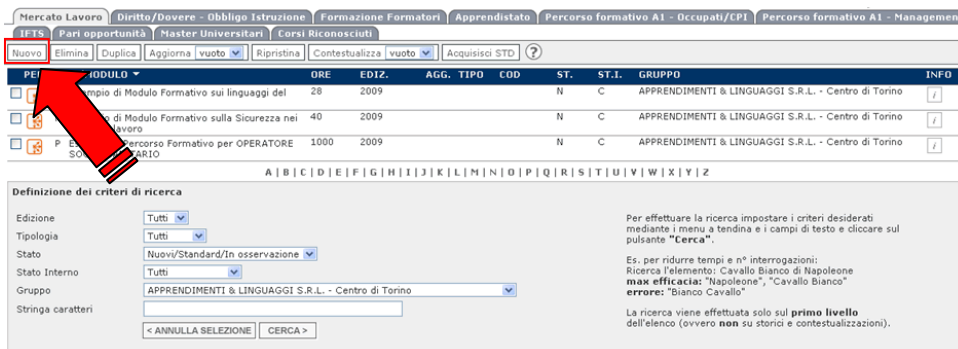 Mercato Lavoro Diritto/Dovere - Obbligo Istruzione Formazione Formatori Apprendistato Percorso formativo A1 - Occupati/CPI Percorso formativo A1 - Managemen
IFTS Pari opportunità Master Universitari Corsi Riconosciuti
Nuovo Elimina Duplica Aggiorna vuoto Ripristina Contestualizza vuoto Acquisisci STD ?
MODULO ORE EDIZ. AGG. TIPO COD ST. ST.I. GRUPPO INFO
di Modulo Formativo sui linguaggi del 28 2009 N C APPRENDIMENTI & LINGUAGGI S.R.L. - Centro di Torino i
di Modulo Formativo sulla Sicurezza nei 40 2009 N C APPRENDIMENTI & LINGUAGGI S.R.L. - Centro di Torino i
lavoro
P Percorso Formativo per OPERATORE 1000 2009 N C APPRENDIMENTI & LINGUAGGI S.R.L. - Centro di Torino i
A | B | C | D | E | F | G | H | I | J | K | L | M | N | O | P | Q | R | S | T | U | V | W | X | Y | Z
Definizione dei criteri di ricerca
Edizione Tutti
Tipologia Tutti
Stato Nuovi/Standard/In osservazione
Stato Interno Tutti
Gruppo APPRENDIMENTI & LINGUAGGI S.R.L. - Centro di Torino
Stringa caratteri
< ANNULLA SELEZIONE CERCA >
Per effettuare la ricerca impostare i criteri desiderati
mediante i menu a tendina e i campi di testo e cliccare sul
pulsante "Cerca".
Es. per ridurre tempi e n° interrogazioni:
Ricerca l'elemento: Cavallo Bianco di Napoleone
max efficacia: "Napoleone", "Cavallo Bianco"
errore: "Bianco Cavallo"
La ricerca viene effettuata solo sul primo livello
dell'elenco (ovvero non su storici e contestualizzazioni).